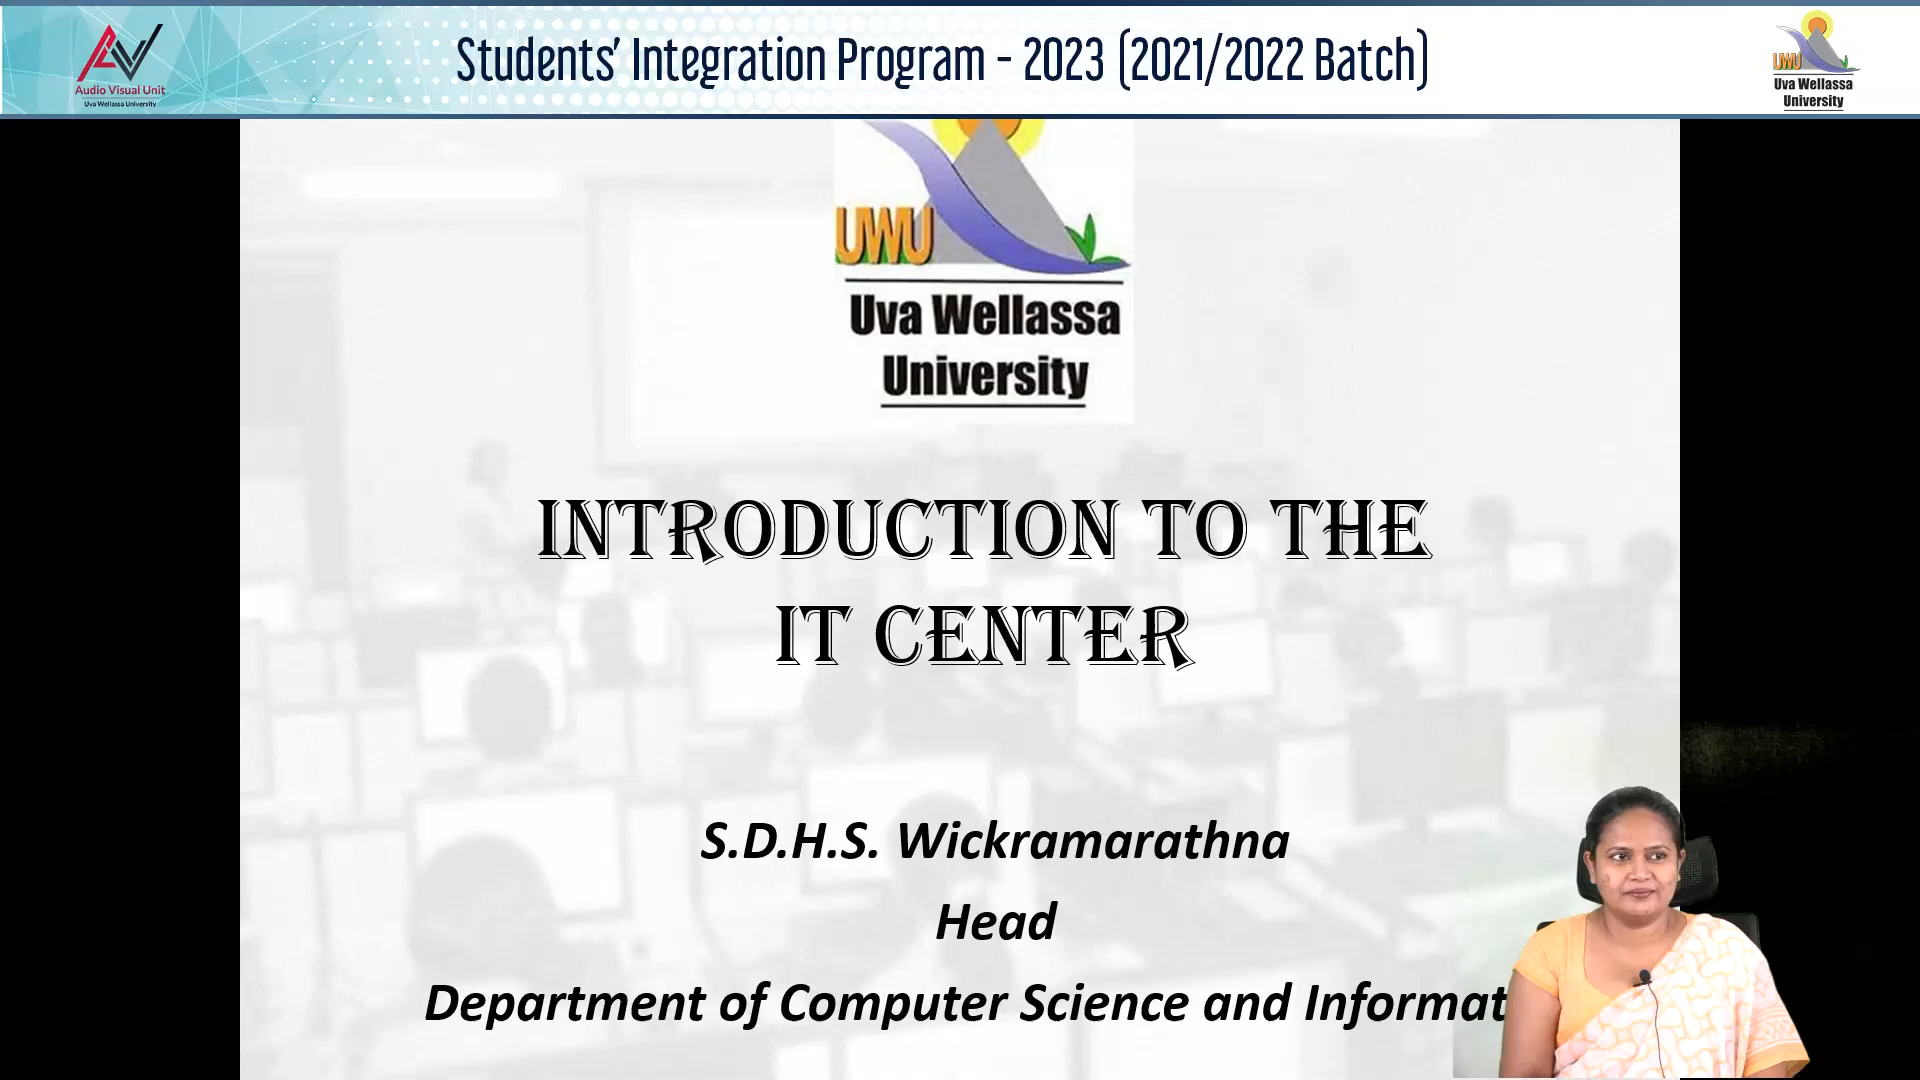 Students' Integration Program - 2023 (2021/2022 Batch)
Audio Visual Unit
Uva Wellassa University
UWU
Uva Wellassa
University
UWU
Uva Wellassa
University
INTRODUCTION TO THE
IT CENTER
S.D.H.S. Wickramarathna
Head
Department of Computer Science and Informat